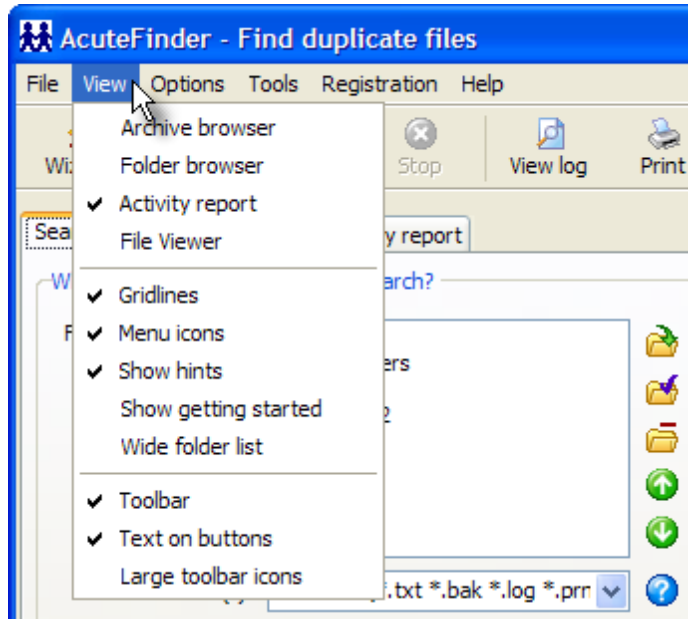 AcuteFinder - Find duplicate files
File View Options Tools Registration Help
Stop View log Print
Archive browser
Folder browser
Activity report
File Viewer
y report
arch?
Gridlines
Menu icons
Show hints
Show getting started
Wide folder list
Toolbar
Text on buttons
Large toolbar icons
.txt *.bak *.log *.prn